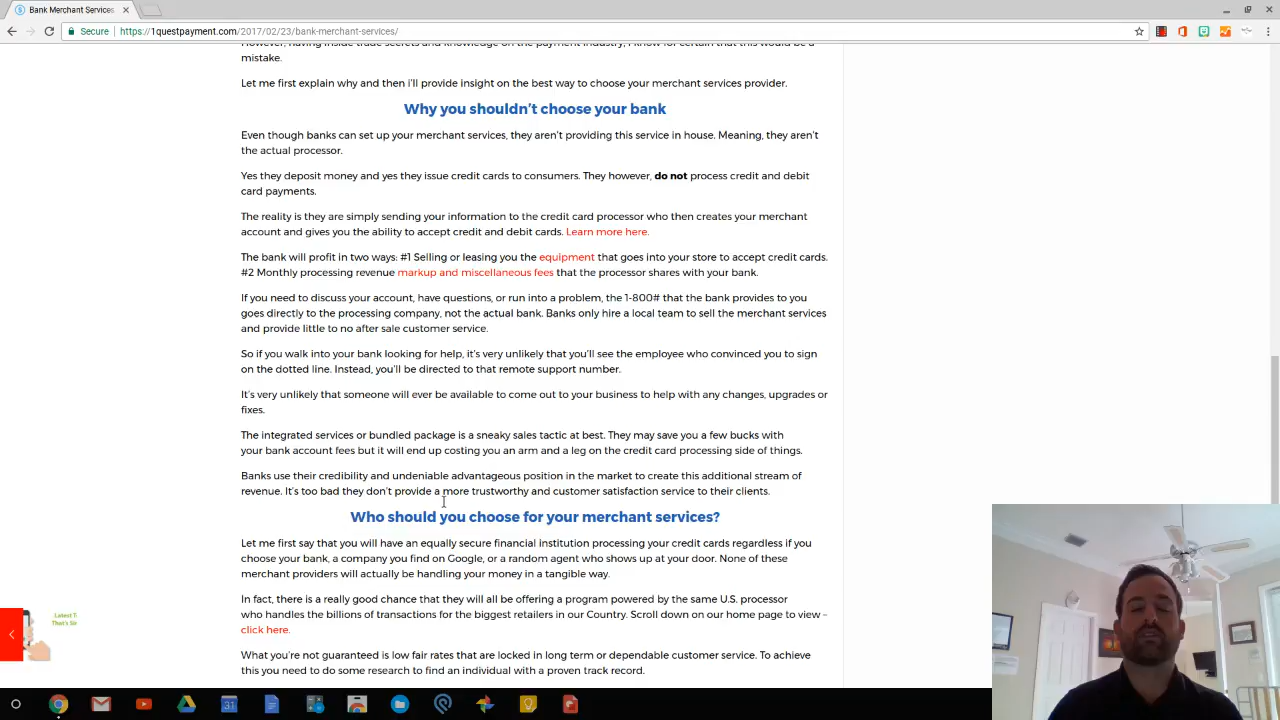 Bank Merchant Services
Secure
https://1questpayment.com/2017/02/23/bank-merchant-services/
However, having inside trade secrets and knowledge on the payment industry, I know for certain that this would be a
mistake.
Let me first explain why and then i'll provide insight on the best way to choose your merchant services provider.
Why you shouldn't choose your bank
Even though banks can set up your merchant services, they aren't providing this service in house. Meaning, they aren't
the actual processor.
Yes they deposit money and yes they issue credit cards to consumers. They however, do not process credit and debit
card payments.
The reality is they are simply sending your information to the credit card processor who then creates your merchant
account and gives you the ability to accept credit and debit cards. Learn more here.
The bank will profit in two ways: #1 Selling or leasing you the equipment that goes into your store to accept credit cards.
#2 Monthly processing revenue markup and miscellaneous fees that the processor shares with your bank.
If you need to discuss your account, have questions, or run into a problem, the 1-800# that the bank provides to you
goes directly to the processing company, not the actual bank. Banks only hire a local team to sell the merchant services
and provide little to no after sale customer service.
So if you walk into your bank looking for help, it's very unlikely that you'll see the employee who convinced you to sign
on the dotted line. Instead, you'll be directed to that remote support number.
It's very unlikely that someone will ever be available to come out to your business to help with any changes, upgrades or
fixes.
The integrated services or bundled package is a sneaky sales tactic at best. They may save you a few bucks with
your bank account fees but it will end up costing you an arm and a leg on the credit card processing side of things.
Banks use their credibility and undeniable advantageous position in the market to create this additional stream of
revenue. It's too bad they don't provide a more trustworthy and customer satisfaction service to their clients.
Who should you choose for your merchant services?
Let me first say that you will have an equally secure financial institution processing your credit cards regardless if you
choose your bank, a company you find on Google, or a random agent who shows up at your door. None of these
merchant providers will actually be handling your money in a tangible way.
In fact, there is a really good chance that they will all be offering a program powered by the same U.S. processor
who handles the billions of transactions for the biggest retailers in our Country. Scroll down on our home page to view –
click here.
What you're not guaranteed is low fair rates that are locked in long term or dependable customer service. To achieve
this you need to do some research to find an individual with a proven track record.
Latest T
That's Si
31